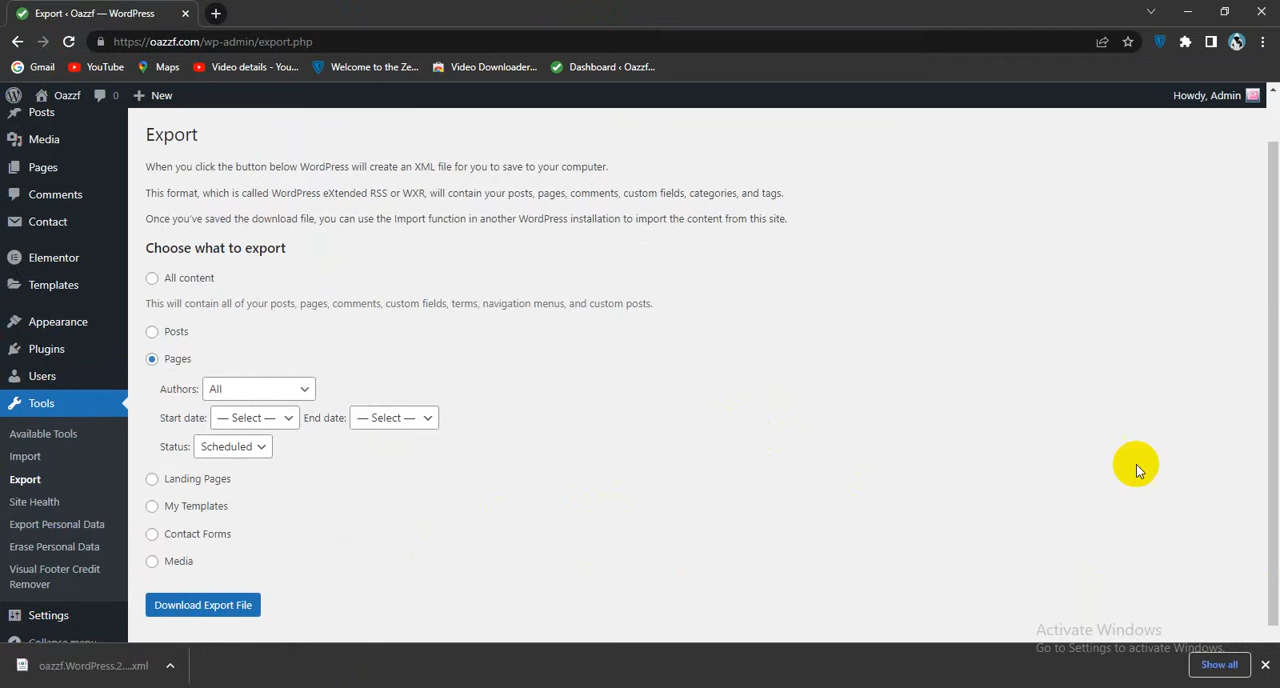 Export ‹ Oazzf — WordPress
https://oazzf.com/wp-admin/export.php
Gmail YouTube Maps Video details - You... Welcome to the Ze... Video Downloader... Dashboard ‹ Oazzf...
Oazzf 0 New Howdy, Admin
Posts
Media
Pages
Comments
Contact
Elementor
Templates
Appearance
Plugins
Users
Tools
Available Tools
Import
Export
Site Health
Export Personal Data
Erase Personal Data
Visual Footer Credit
Remover
Settings
Collapse menu
Export
When you click the button below WordPress will create an XML file for you to save to your computer.
This format, which is called WordPress eXtended RSS or WXR, will contain your posts, pages, comments, custom fields, categories, and tags.
Once you've saved the download file, you can use the Import function in another WordPress installation to import the content from this site.
Choose what to export
All content
This will contain all of your posts, pages, comments, custom fields, terms, navigation menus, and custom posts.
Posts
Pages
Authors: All
Start date: — Select — End date: — Select —
Status: Scheduled
Landing Pages
My Templates
Contact Forms
Media
Download Export File
Activate Windows
Go to Settings to activate Windows.
oazzf.WordPress.2....xml
Show all